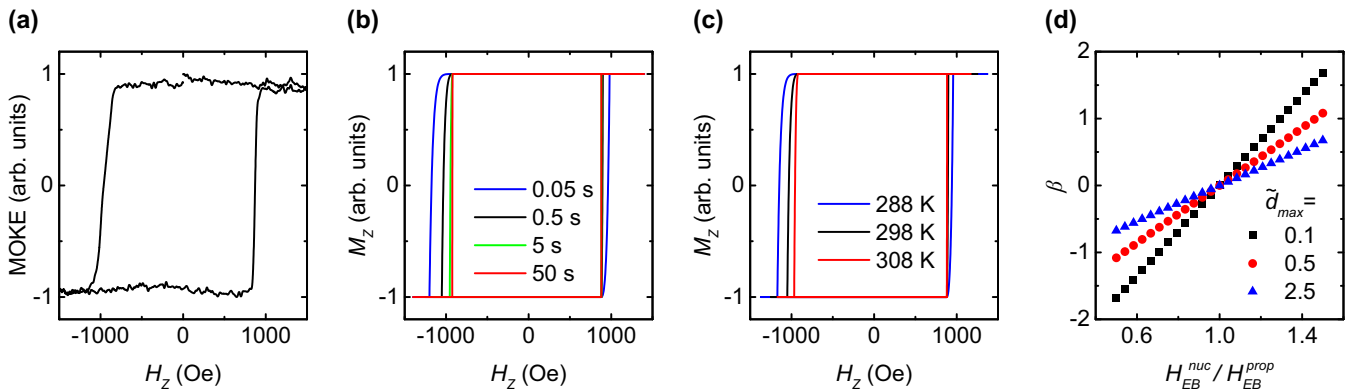 (a)
MOKE (arb. units)
1
0
-1
-1000 0 1000
H_Z (Oe)
(b)
M_Z (arb. units)
1
0
-1
0.05 s
0.5 s
5 s
50 s
-1000 0 1000
H_Z (Oe)
(c)
M_Z (arb. units)
1
0
-1
288 K
298 K
308 K
-1000 0 1000
H_Z (Oe)
(d)
β
2
1
0
-1
-2
d̃_max =
0.1
0.5
2.5
0.6 1.0 1.4
H_EB^nuc / H_EB^prop